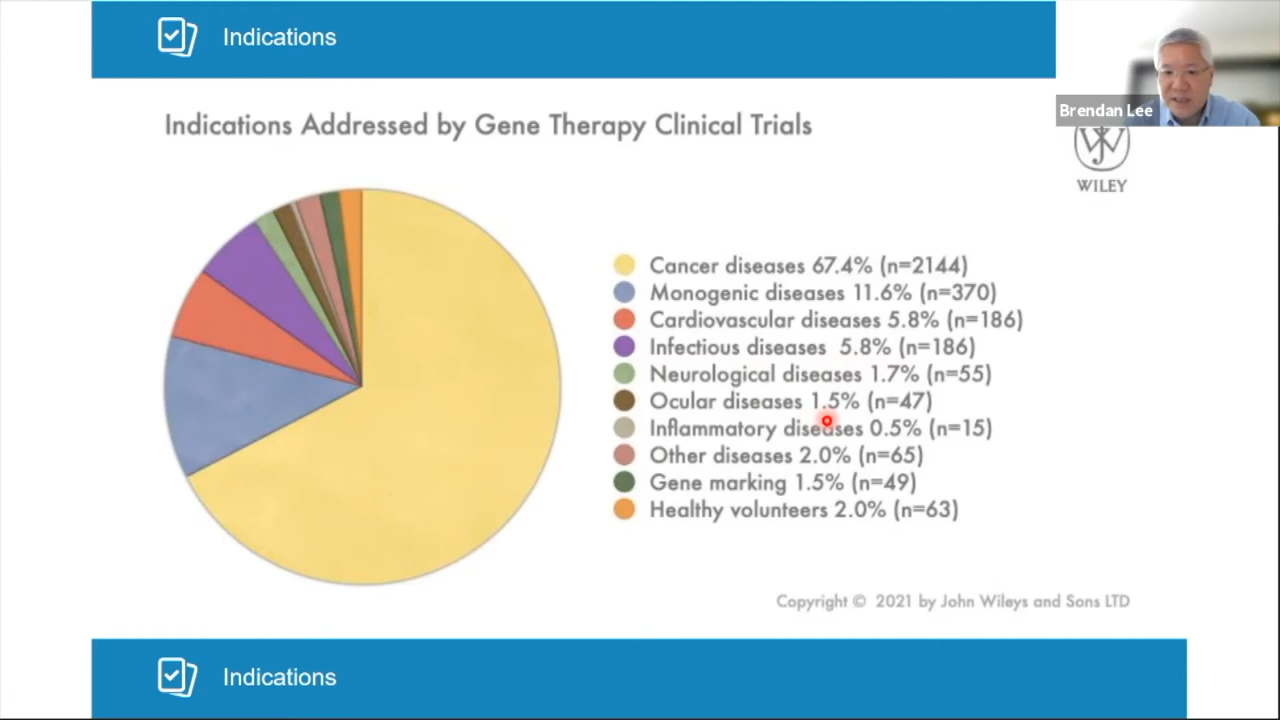 Indications
Brendan Lee
Indications Addressed by Gene Therapy Clinical Trials
WILEY
Cancer diseases 67.4% (n=2144)
Monogenic diseases 11.6% (n=370)
Cardiovascular diseases 5.8% (n=186)
Infectious diseases 5.8% (n=186)
Neurological diseases 1.7% (n=55)
Ocular diseases 1.5% (n=47)
Inflammatory diseases 0.5% (n=15)
Other diseases 2.0% (n=65)
Gene marking 1.5% (n=49)
Healthy volunteers 2.0% (n=63)
Copyright © 2021 by John Wileys and Sons LTD
Indications